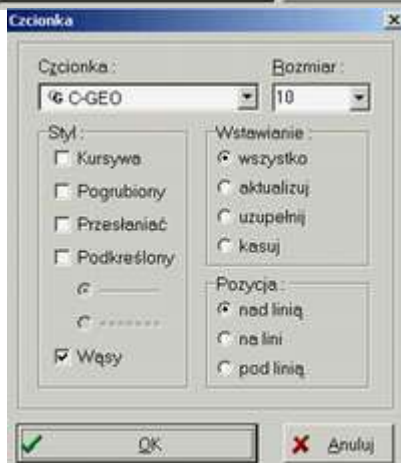 Czcionka
Czcionka : Rozmiar :
C-GEO 10
Styl :
Kursywa
Pogrubiony
Przesłaniać
Podkreślony
Wąsy
Wstawianie :
wszystko
aktualizuj
uzupełnij
kasuj
Pozycja :
nad linią
na lini
pod linią
OK Anuluj